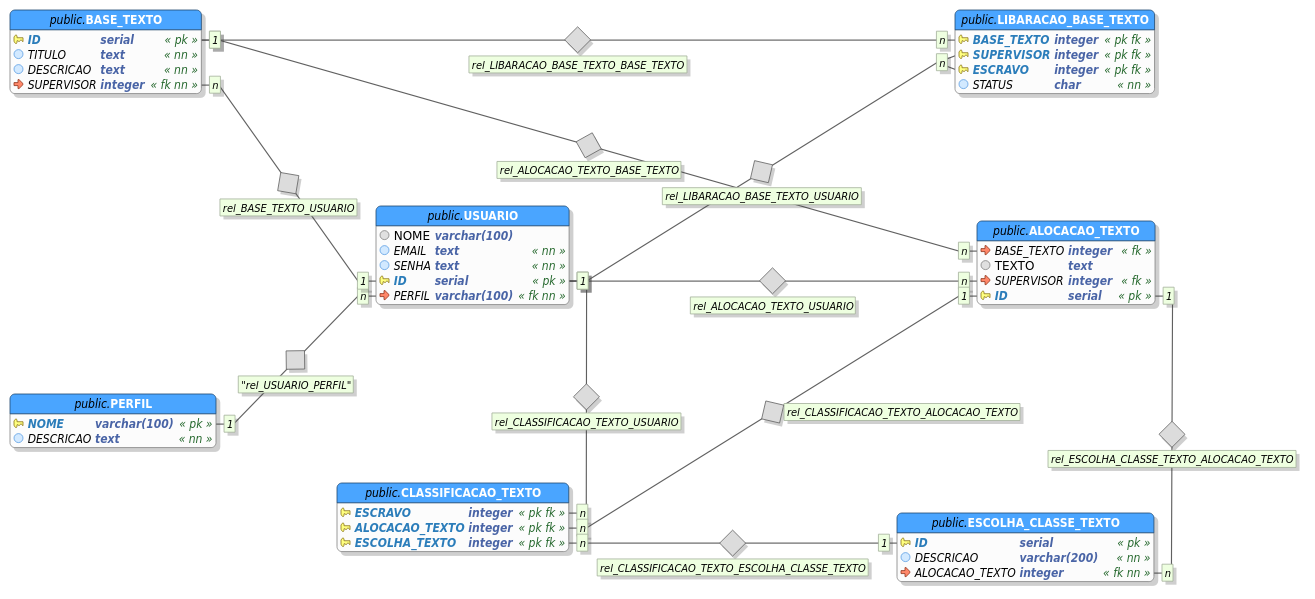 public.BASE_TEXTO
ID serial « pk »
TITULO text « nn »
DESCRICAO text « nn »
SUPERVISOR integer « fk nn »
1
n
rel_LIBARACAO_BASE_TEXTO_BASE_TEXTO
n
n
public.LIBARACAO_BASE_TEXTO
BASE_TEXTO integer « pk fk »
SUPERVISOR integer « pk fk »
ESCRAVO integer « pk fk »
STATUS char « nn »
rel_ALOCACAO_TEXTO_BASE_TEXTO
rel_LIBARACAO_BASE_TEXTO_USUARIO
rel_BASE_TEXTO_USUARIO
public.USUARIO
NOME varchar(100)
EMAIL text « nn »
SENHA text « nn »
ID serial « pk »
PERFIL varchar(100) « fk nn »
1
n
1
public.ALOCACAO_TEXTO
BASE_TEXTO integer « fk »
TEXTO text
SUPERVISOR integer « fk »
ID serial « pk »
n
n
1
1
rel_ALOCACAO_TEXTO_USUARIO
"rel_USUARIO_PERFIL"
public.PERFIL
NOME varchar(100) « pk »
DESCRICAO text « nn »
1
rel_CLASSIFICACAO_TEXTO_USUARIO
rel_CLASSIFICACAO_TEXTO_ALOCACAO_TEXTO
rel_ESCOLHA_CLASSE_TEXTO_ALOCACAO_TEXTO
public.CLASSIFICACAO_TEXTO
ESCRAVO integer « pk fk »
ALOCACAO_TEXTO integer « pk fk »
ESCOLHA_TEXTO integer « pk fk »
n
n
n
rel_CLASSIFICACAO_TEXTO_ESCOLHA_CLASSE_TEXTO
1
public.ESCOLHA_CLASSE_TEXTO
ID serial « pk »
DESCRICAO varchar(200) « nn »
ALOCACAO_TEXTO integer « fk nn »
n